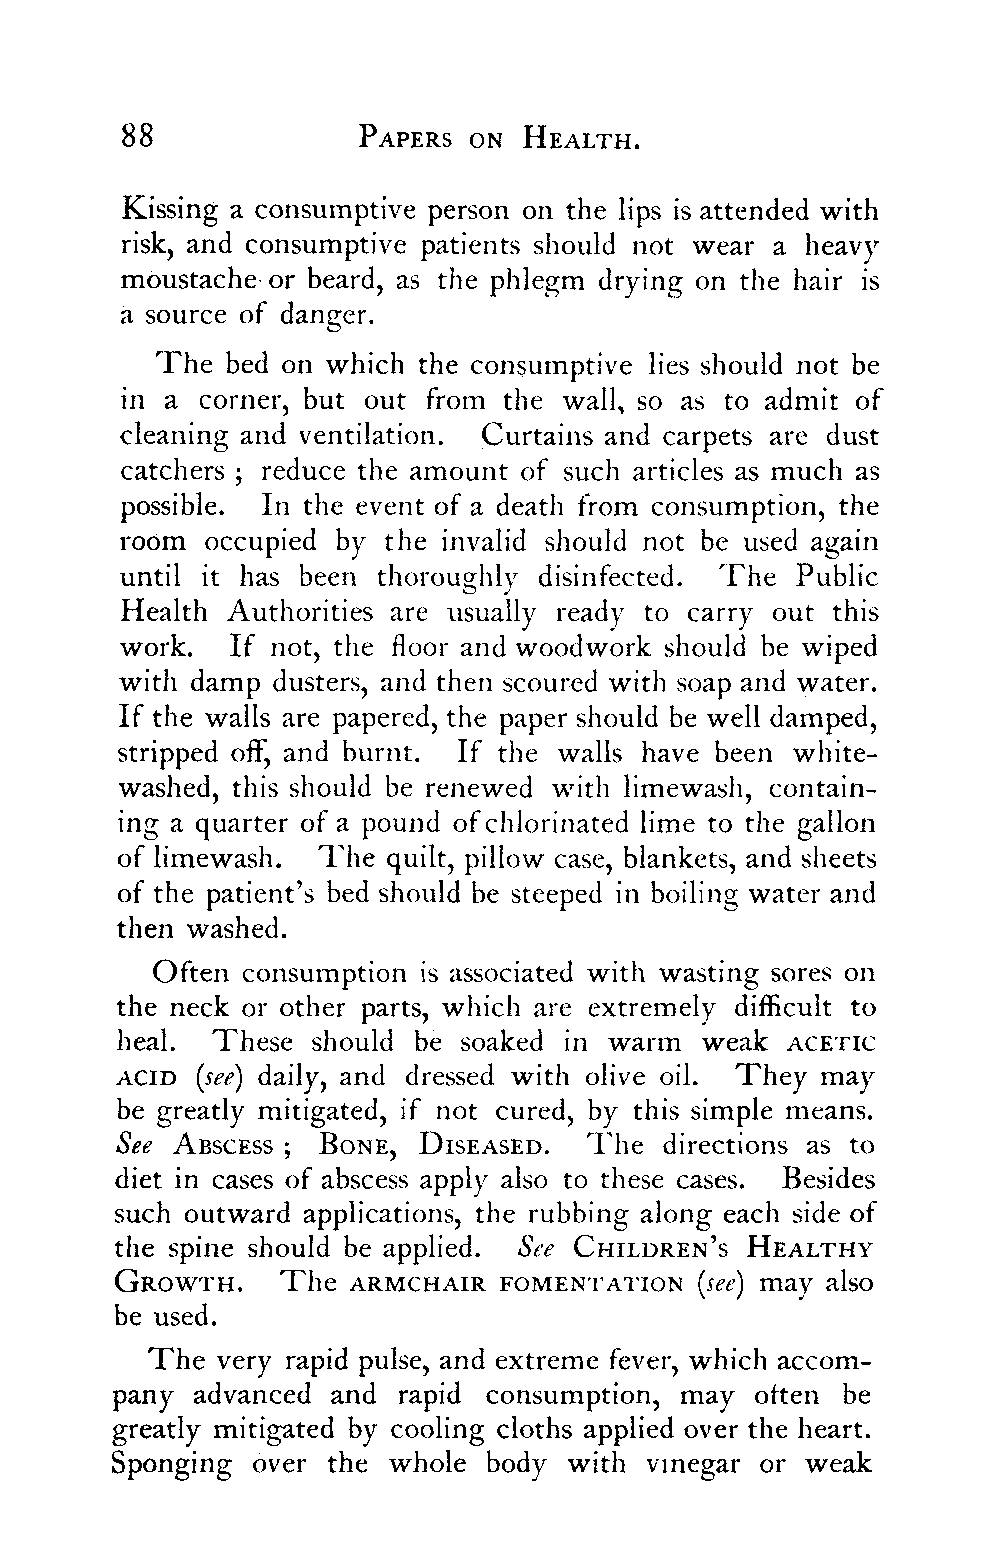 88 PAPERS ON HEALTH.
Kissing a consumptive person on the lips is attended with
risk, and consumptive patients should not wear a heavy
moustache or beard, as the phlegm drying on the hair is
a source of danger.
The bed on which the consumptive lies should not be
in a corner, but out from the wall, so as to admit of
cleaning and ventilation. Curtains and carpets are dust
catchers ; reduce the amount of such articles as much as
possible. In the event of a death from consumption, the
room occupied by the invalid should not be used again
until it has been thoroughly disinfected. The Public
Health Authorities are usually ready to carry out this
work. If not, the floor and woodwork should be wiped
with damp dusters, and then scoured with soap and water.
If the walls are papered, the paper should be well damped,
stripped off, and burnt. If the walls have been white-
washed, this should be renewed with limewash, contain-
ing a quarter of a pound of chlorinated lime to the gallon
of limewash. The quilt, pillow case, blankets, and sheets
of the patient's bed should be steeped in boiling water and
then washed.
Often consumption is associated with wasting sores on
the neck or other parts, which are extremely difficult to
heal. These should be soaked in warm weak ACETIC
ACID (see) daily, and dressed with olive oil. They may
be greatly mitigated, if not cured, by this simple means.
See ABSCESS ; BONE, DISEASED. The directions as to
diet in cases of abscess apply also to these cases. Besides
such outward applications, the rubbing along each side of
the spine should be applied. See CHILDREN'S HEALTHY
GROWTH. The ARMCHAIR FOMENTATION (see) may also
be used.
The very rapid pulse, and extreme fever, which accom-
pany advanced and rapid consumption, may often be
greatly mitigated by cooling cloths applied over the heart.
Sponging over the whole body with vinegar or weak